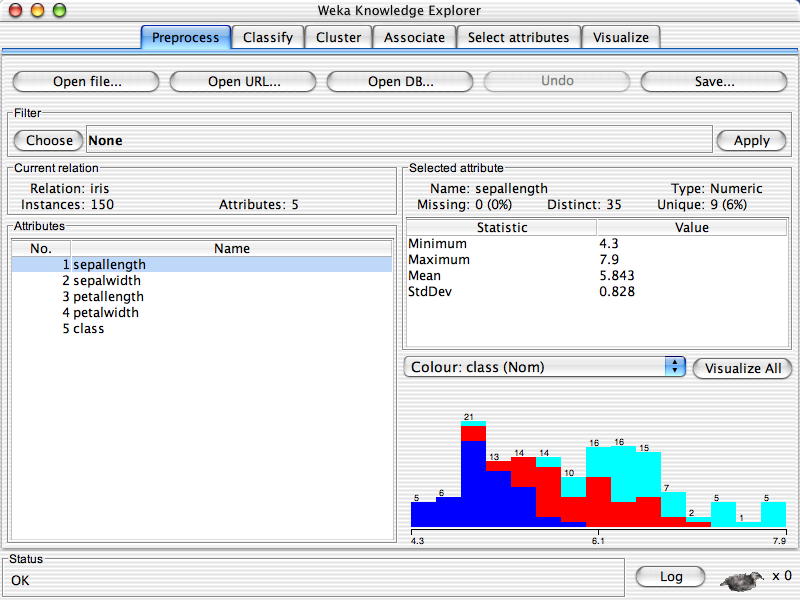 Weka Knowledge Explorer
Preprocess Classify Cluster Associate Select attributes Visualize
Open file... Open URL... Open DB... Undo Save...
Filter
Choose None Apply
Current relation
Relation: iris
Instances: 150 Attributes: 5
Attributes
No. Name
1 sepallength
2 sepalwidth
3 petallength
4 petalwidth
5 class
Selected attribute
Name: sepallength Type: Numeric
Missing: 0 (0%) Distinct: 35 Unique: 9 (6%)
Statistic Value
Minimum 4.3
Maximum 7.9
Mean 5.843
StdDev 0.828
Colour: class (Nom) Visualize All
5 6 21 13 14 14 10 16 16 15 7 2 5 1 5
4.3 6.1 7.9
Status
OK
Log x 0